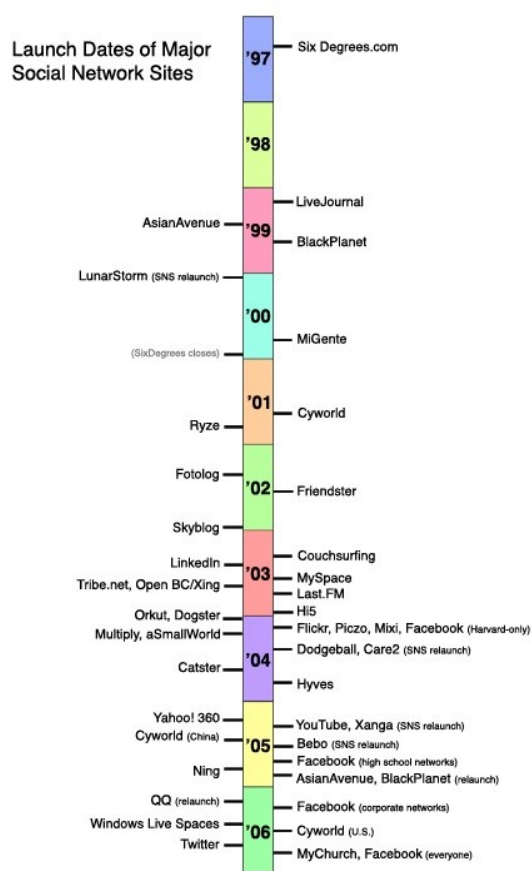 Launch Dates of Major
Social Network Sites
'97
Six Degrees.com
'98
LiveJournal
AsianAvenue
'99
BlackPlanet
LunarStorm (SNS relaunch)
'00
MiGente
(SixDegrees closes)
'01
Cyworld
Ryze
Fotolog
'02
Friendster
Skyblog
Couchsurfing
LinkedIn
'03
MySpace
Tribe.net, Open BC/Xing
Last.FM
Hi5
Orkut, Dogster
Flickr, Piczo, Mixi, Facebook (Harvard-only)
Multiply, aSmallWorld
Dodgeball, Care2 (SNS relaunch)
'04
Catster
Hyves
Yahoo! 360
YouTube, Xanga (SNS relaunch)
Cyworld (China)
'05
Bebo (SNS relaunch)
Facebook (high school networks)
Ning
AsianAvenue, BlackPlanet (relaunch)
QQ (relaunch)
Facebook (corporate networks)
Windows Live Spaces
'06
Cyworld (U.S.)
Twitter
MyChurch, Facebook (everyone)